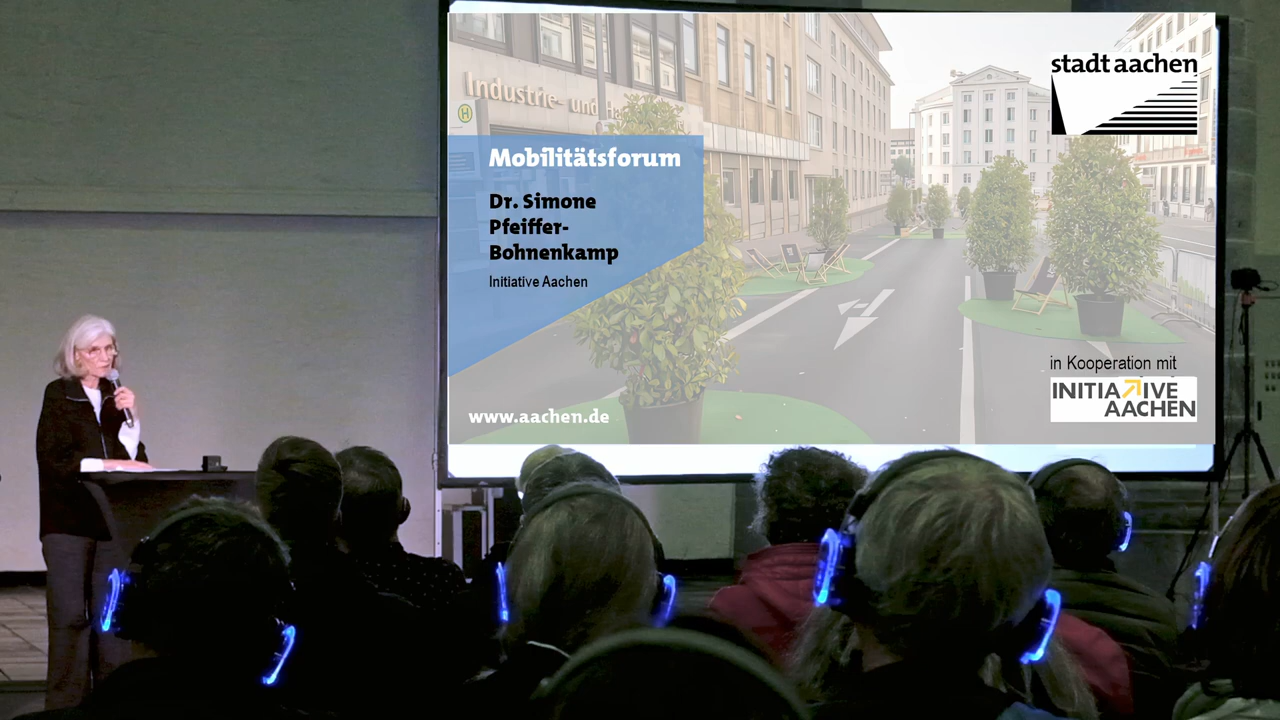 Industrie- und H
H
stadt aachen
Mobilitätsforum
Dr. Simone
Pfeiffer-
Bohnenkamp
Initiative Aachen
in Kooperation mit
INITIATIVE
AACHEN
www.aachen.de